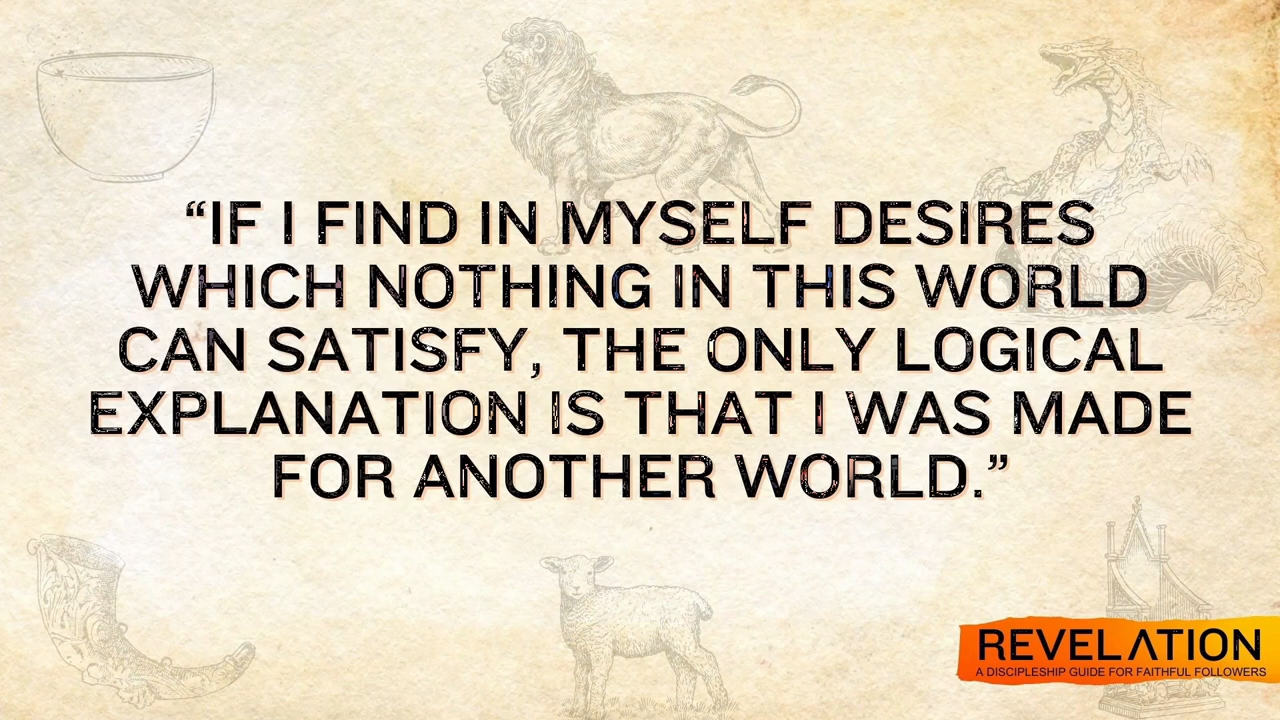 “IF I FIND IN MYSELF DESIRES
WHICH NOTHING IN THIS WORLD
CAN SATISFY, THE ONLY LOGICAL
EXPLANATION IS THAT I WAS MADE
FOR ANOTHER WORLD.”
REVELATION
A DISCIPLESHIP GUIDE FOR FAITHFUL FOLLOWERS